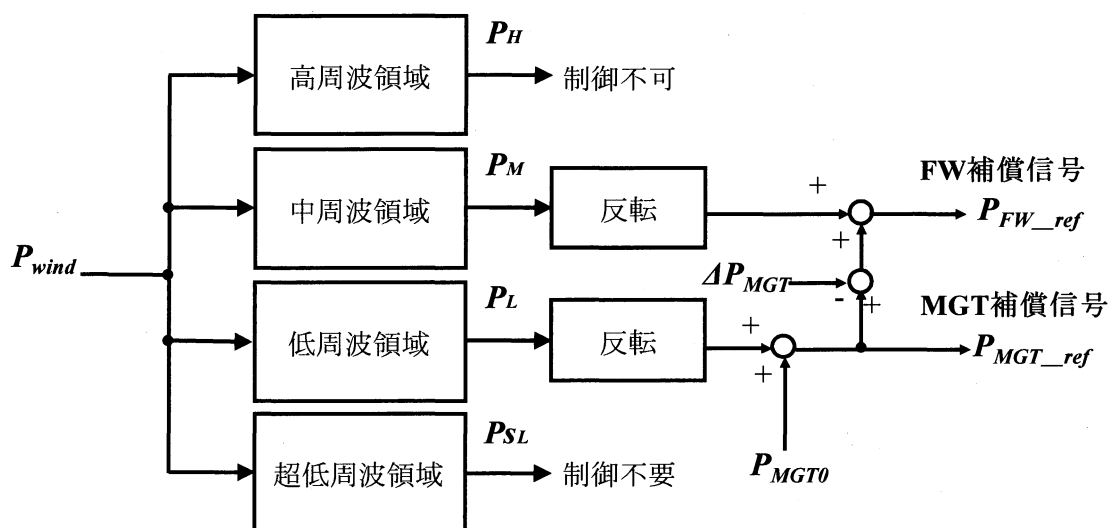 高周波領域
P_H
制御不可
中周波領域
P_M
反転
+
+
FW補償信号
P_FW__ref
P_wind
ΔP_MGT
-
+
低周波領域
P_L
反転
+
+
MGT補償信号
P_MGT__ref
P_MGT0
超低周波領域
P_SL
制御不要